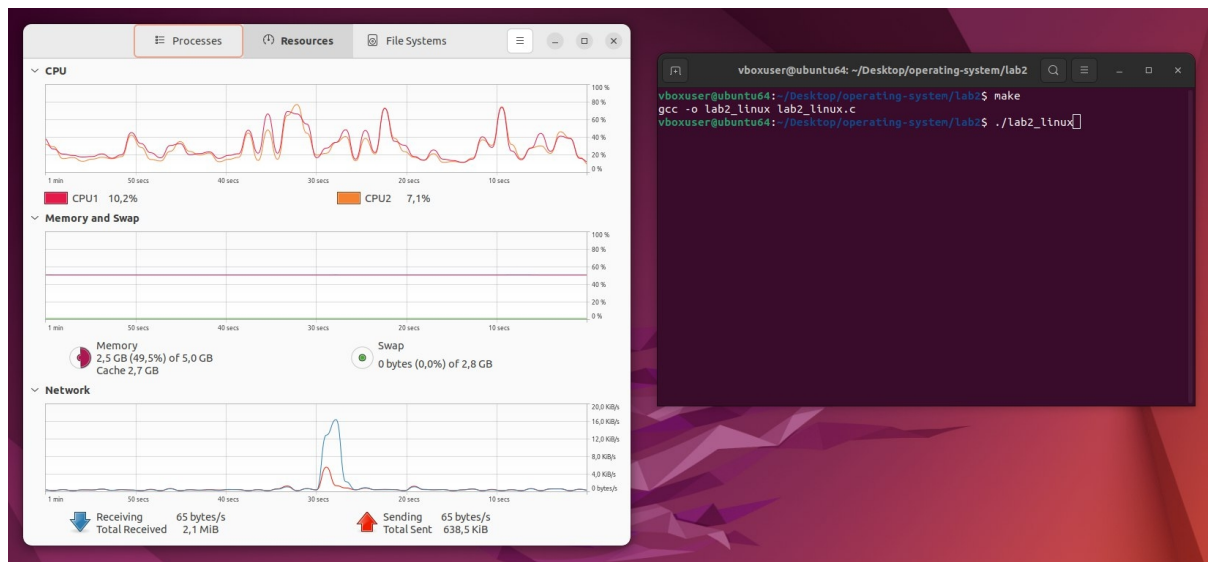 Processes
Resources
File Systems
CPU
100 %
80 %
60 %
40 %
20 %
0 %
1 min 50 secs 40 secs 30 secs 20 secs 10 secs
CPU1 10,2%
CPU2 7,1%
Memory and Swap
100 %
80 %
60 %
40 %
20 %
0 %
1 min 50 secs 40 secs 30 secs 20 secs 10 secs
Memory
2,5 GB (49,5%) of 5,0 GB
Cache 2,7 GB
Swap
0 bytes (0,0%) of 2,8 GB
Network
20,0 KiB/s
16,0 KiB/s
12,0 KiB/s
8,0 KiB/s
4,0 KiB/s
0 bytes/s
1 min 50 secs 40 secs 30 secs 20 secs 10 secs
Receiving 65 bytes/s
Total Received 2,1 MiB
Sending 65 bytes/s
Total Sent 638,5 KiB
vboxuser@ubuntu64: ~/Desktop/operating-system/lab2
vboxuser@ubuntu64:~/Desktop/operating-system/lab2$ make
gcc -o lab2_linux lab2_linux.c
vboxuser@ubuntu64:~/Desktop/operating-system/lab2$ ./lab2_linux